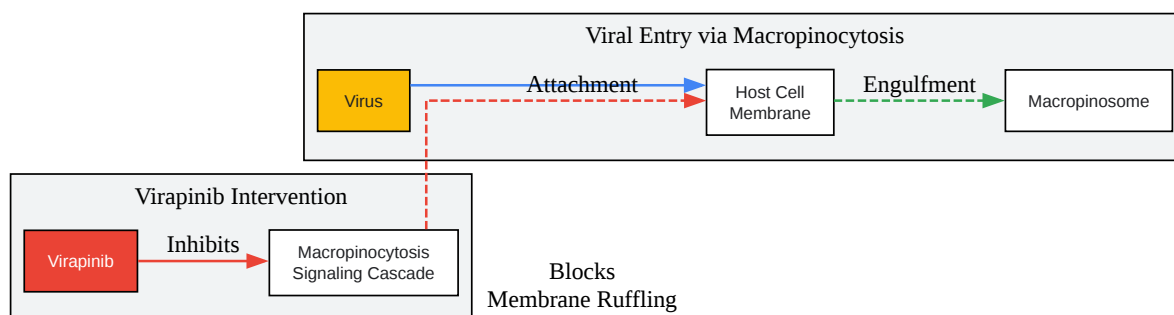 Viral Entry via Macropinocytosis
Virus
Attachment
Host Cell
Membrane
Engulfment
Macropinosome
Virapinib Intervention
Virapinib
Inhibits
Macropinocytosis
Signaling Cascade
Blocks
Membrane Ruffling